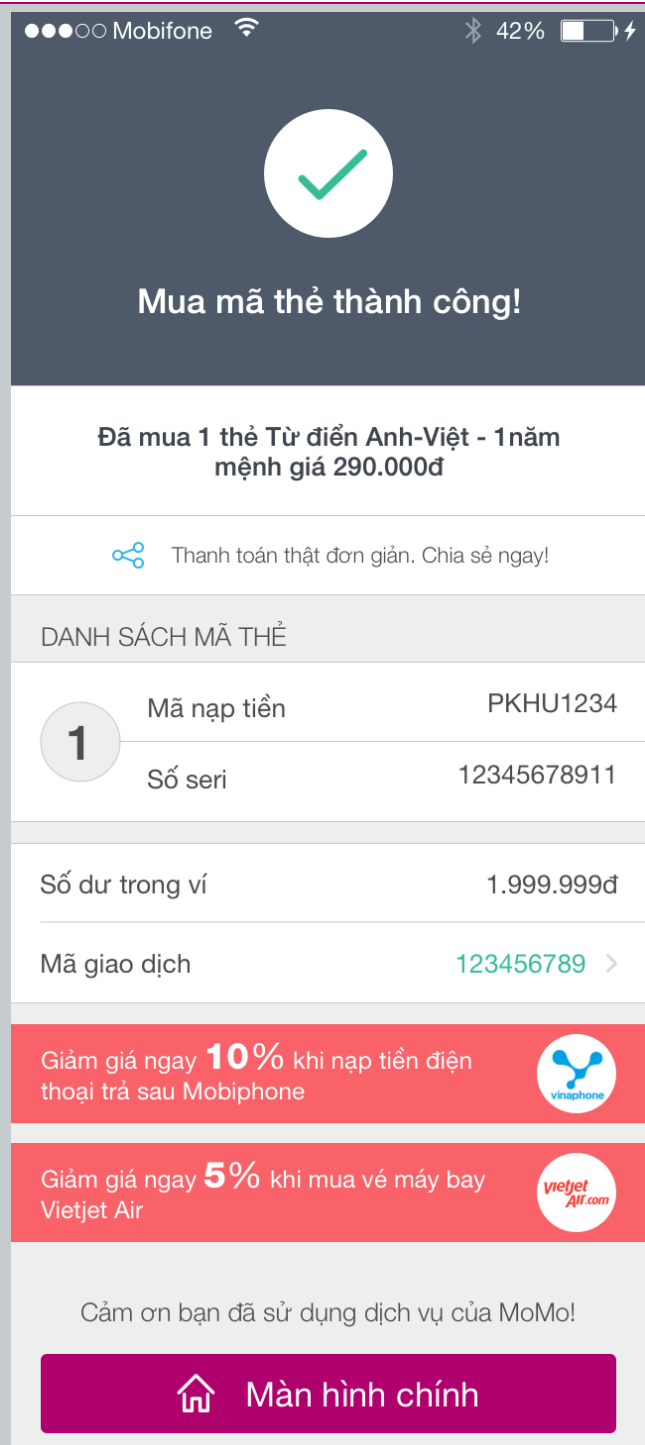 Mobifone 42%
Mua mã thẻ thành công!
Đã mua 1 thẻ Từ điển Anh-Việt - 1năm
mệnh giá 290.000đ
Thanh toán thật đơn giản. Chia sẻ ngay!
DANH SÁCH MÃ THẺ
1
Mã nạp tiền PKHU1234
Số seri 12345678911
Số dư trong ví 1.999.999đ
Mã giao dịch 123456789
Giảm giá ngay 10% khi nạp tiền điện
thoại trả sau Mobiphone
vinaphone
Giảm giá ngay 5% khi mua vé máy bay
Vietjet Air
vietjet
Air.com
Cảm ơn bạn đã sử dụng dịch vụ của MoMo!
Màn hình chính